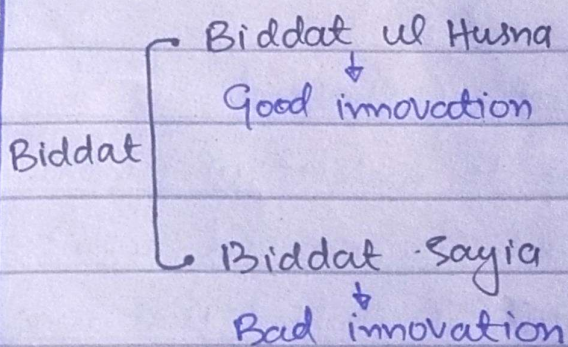 Biddat ul Husna
Good innovation
Biddat
Biddat Sayia
Bad innovation